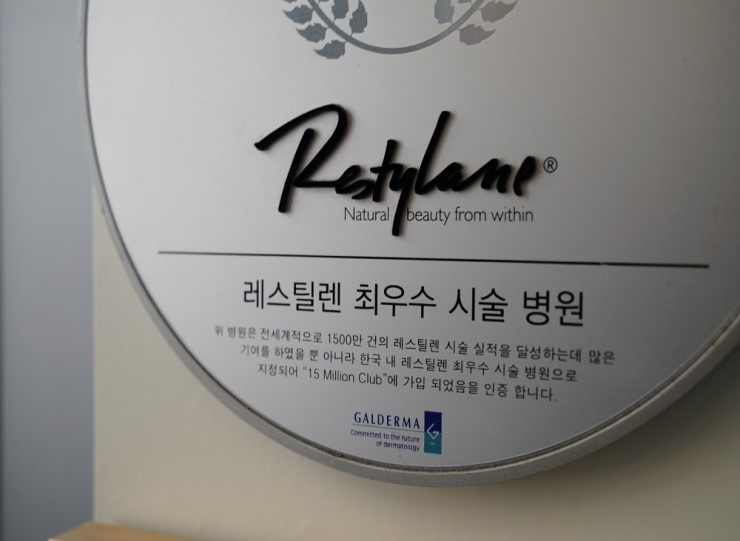 Restylane®
Natural beauty from within
레스틸렌 최우수 시술 병원
위 병원은 전세계적으로 1500만 건의 레스틸렌 시술 실적을 달성하는데 많은
기여를 하였을 뿐 아니라 한국 내 레스틸렌 최우수 시술 병원으로
지정되어 “15 Million Club”에 가입 되었음을 인증 합니다.
GALDERMA
Committed to the future
of dermatology